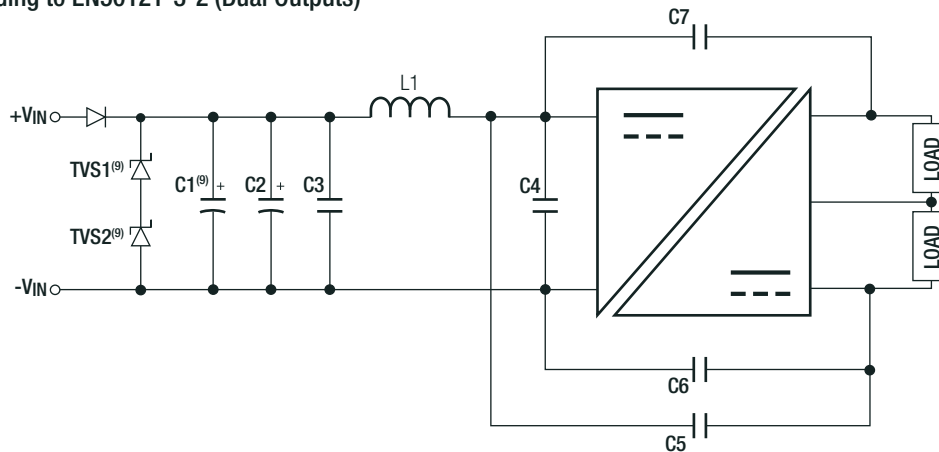 to EN50121-3-2 (Dual Outputs)
C7
L1
+VIN
TVS1(9)
C1(9) +
C2 +
C3
C4
LOAD
TVS2(9)
LOAD
-VIN
C6
C5